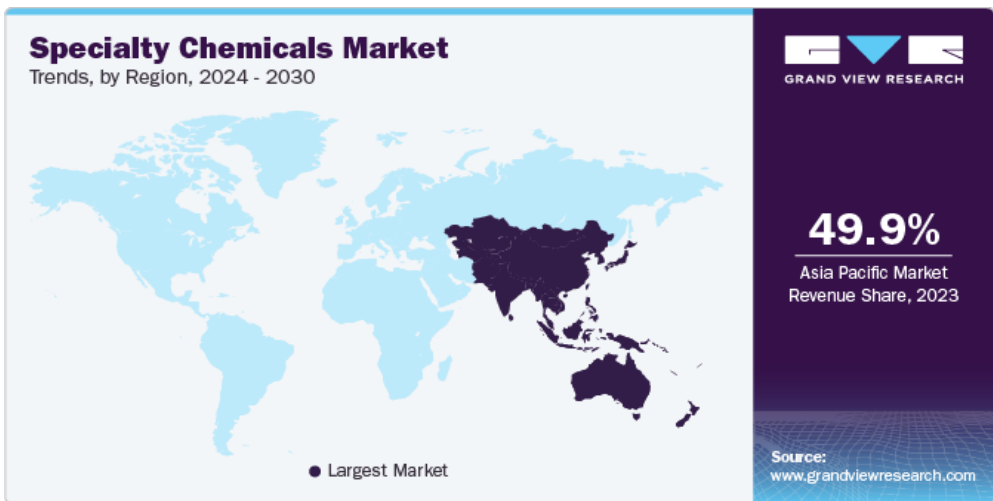 Specialty Chemicals Market
Trends, by Region, 2024 - 2030
Largest Market
GVR
GRAND VIEW RESEARCH
49.9%
Asia Pacific Market
Revenue Share, 2023
Source:
www.grandviewresearch.com